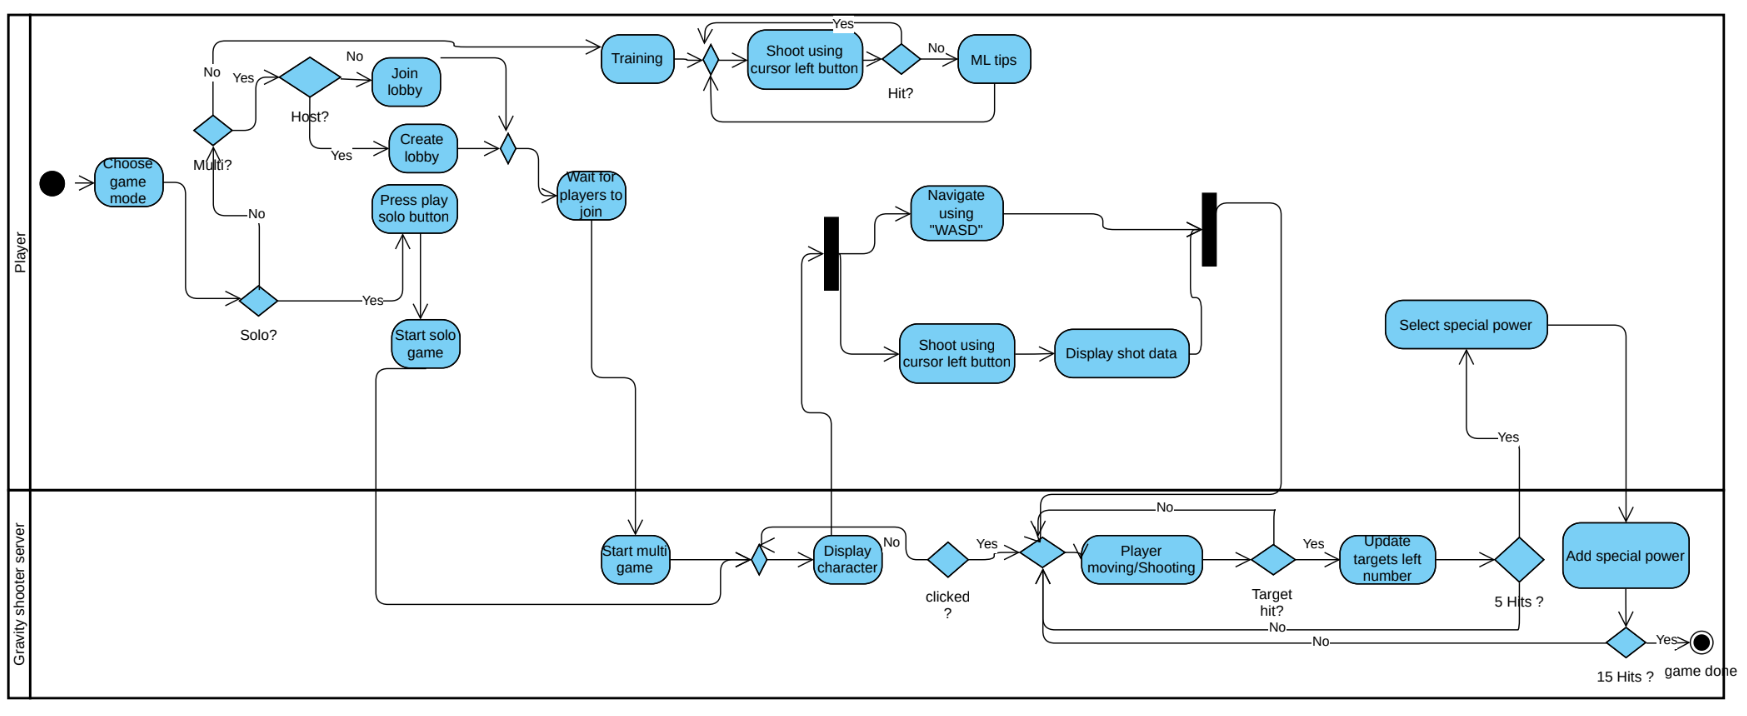 Player
Gravity shooter server
Choose
game
mode
Solo?
No
Yes
Multi?
No
Yes
Host?
No
Yes
Join
lobby
Create
lobby
Press play
solo button
Start solo
game
Wait for
players to
join
Training
Shoot using
cursor left button
Yes
Hit?
No
ML tips
Navigate
using
"WASD"
Shoot using
cursor left button
Display shot data
Select special power
Yes
Start multi
game
Display
character
No
clicked
?
Yes
Player
moving/Shooting
No
Target
hit?
Yes
Update
targets left
number
5 Hits ?
No
Add special power
No
15 Hits ?
Yes
game done